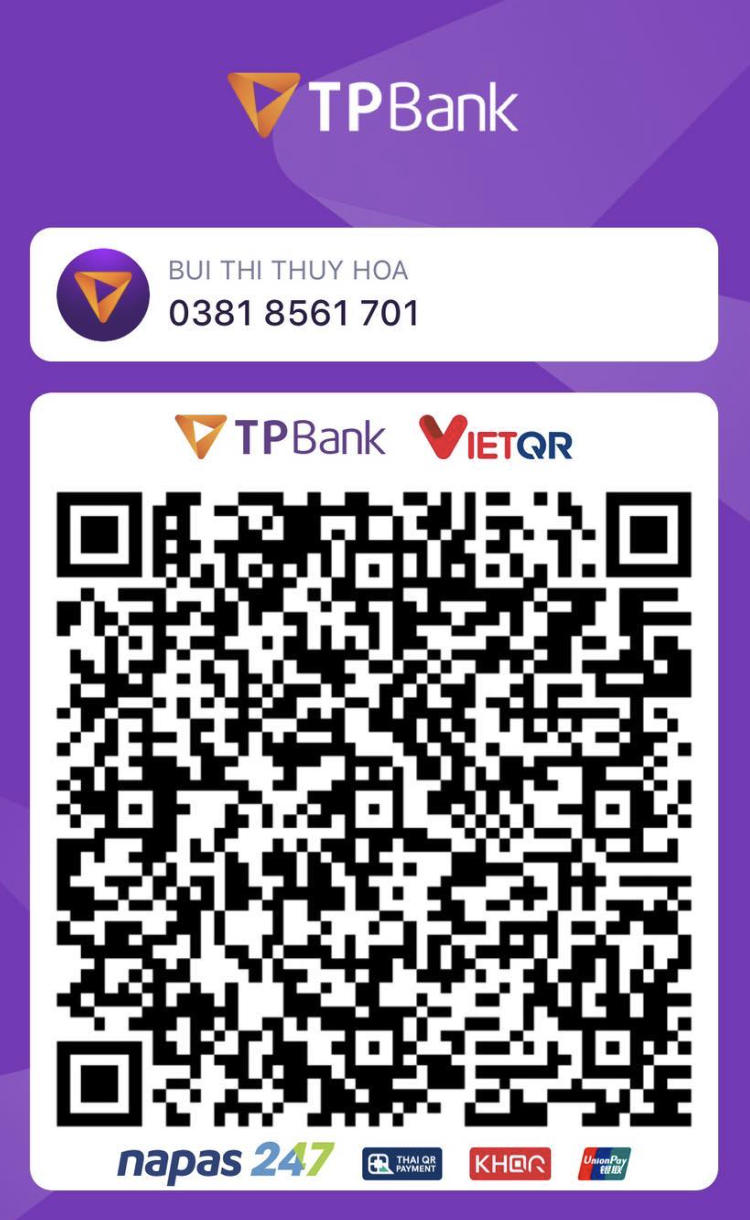 TPBank
BUI THI THUY HOA
0381 8561 701
TPBank VIETQR
napas 247 THAI QR PAYMENT KHQR UnionPay 银联